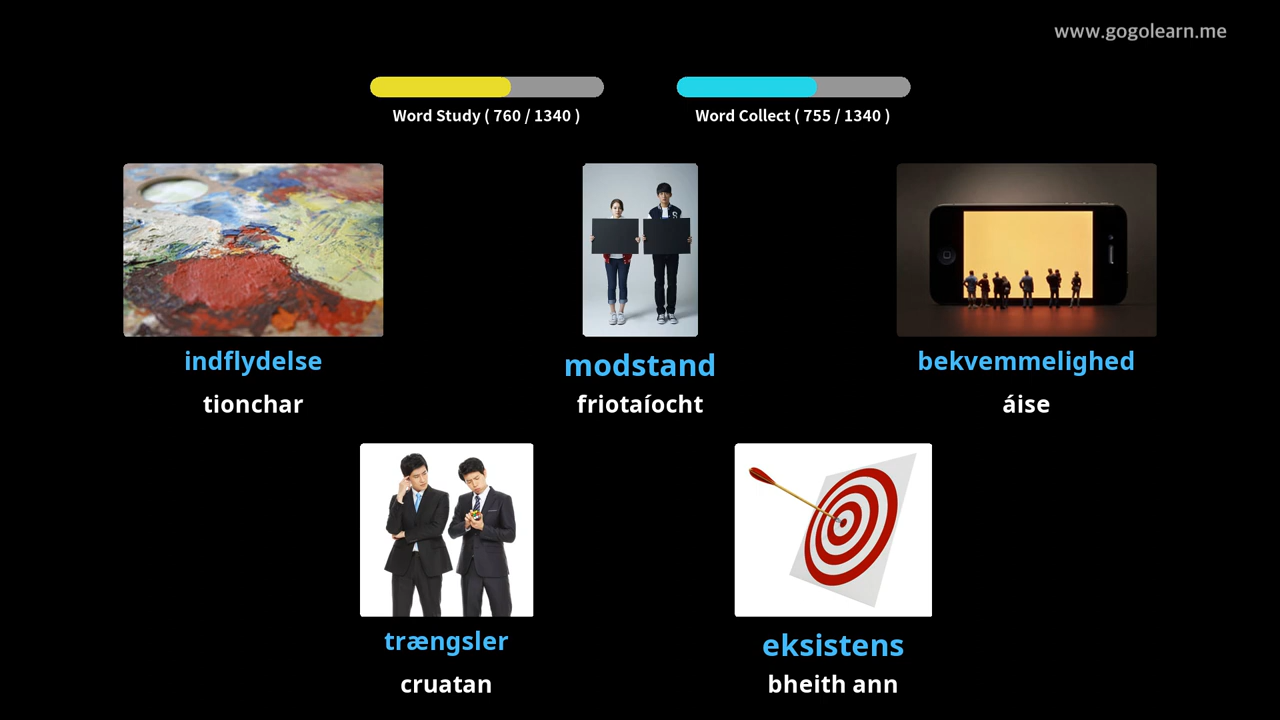 www.gogolearn.me
Word Study ( 760 / 1340 )
Word Collect ( 755 / 1340 )
indflydelse
tionchar
modstand
friotaíocht
bekvemmelighed
áise
trængsler
cruatan
eksistens
bheith ann